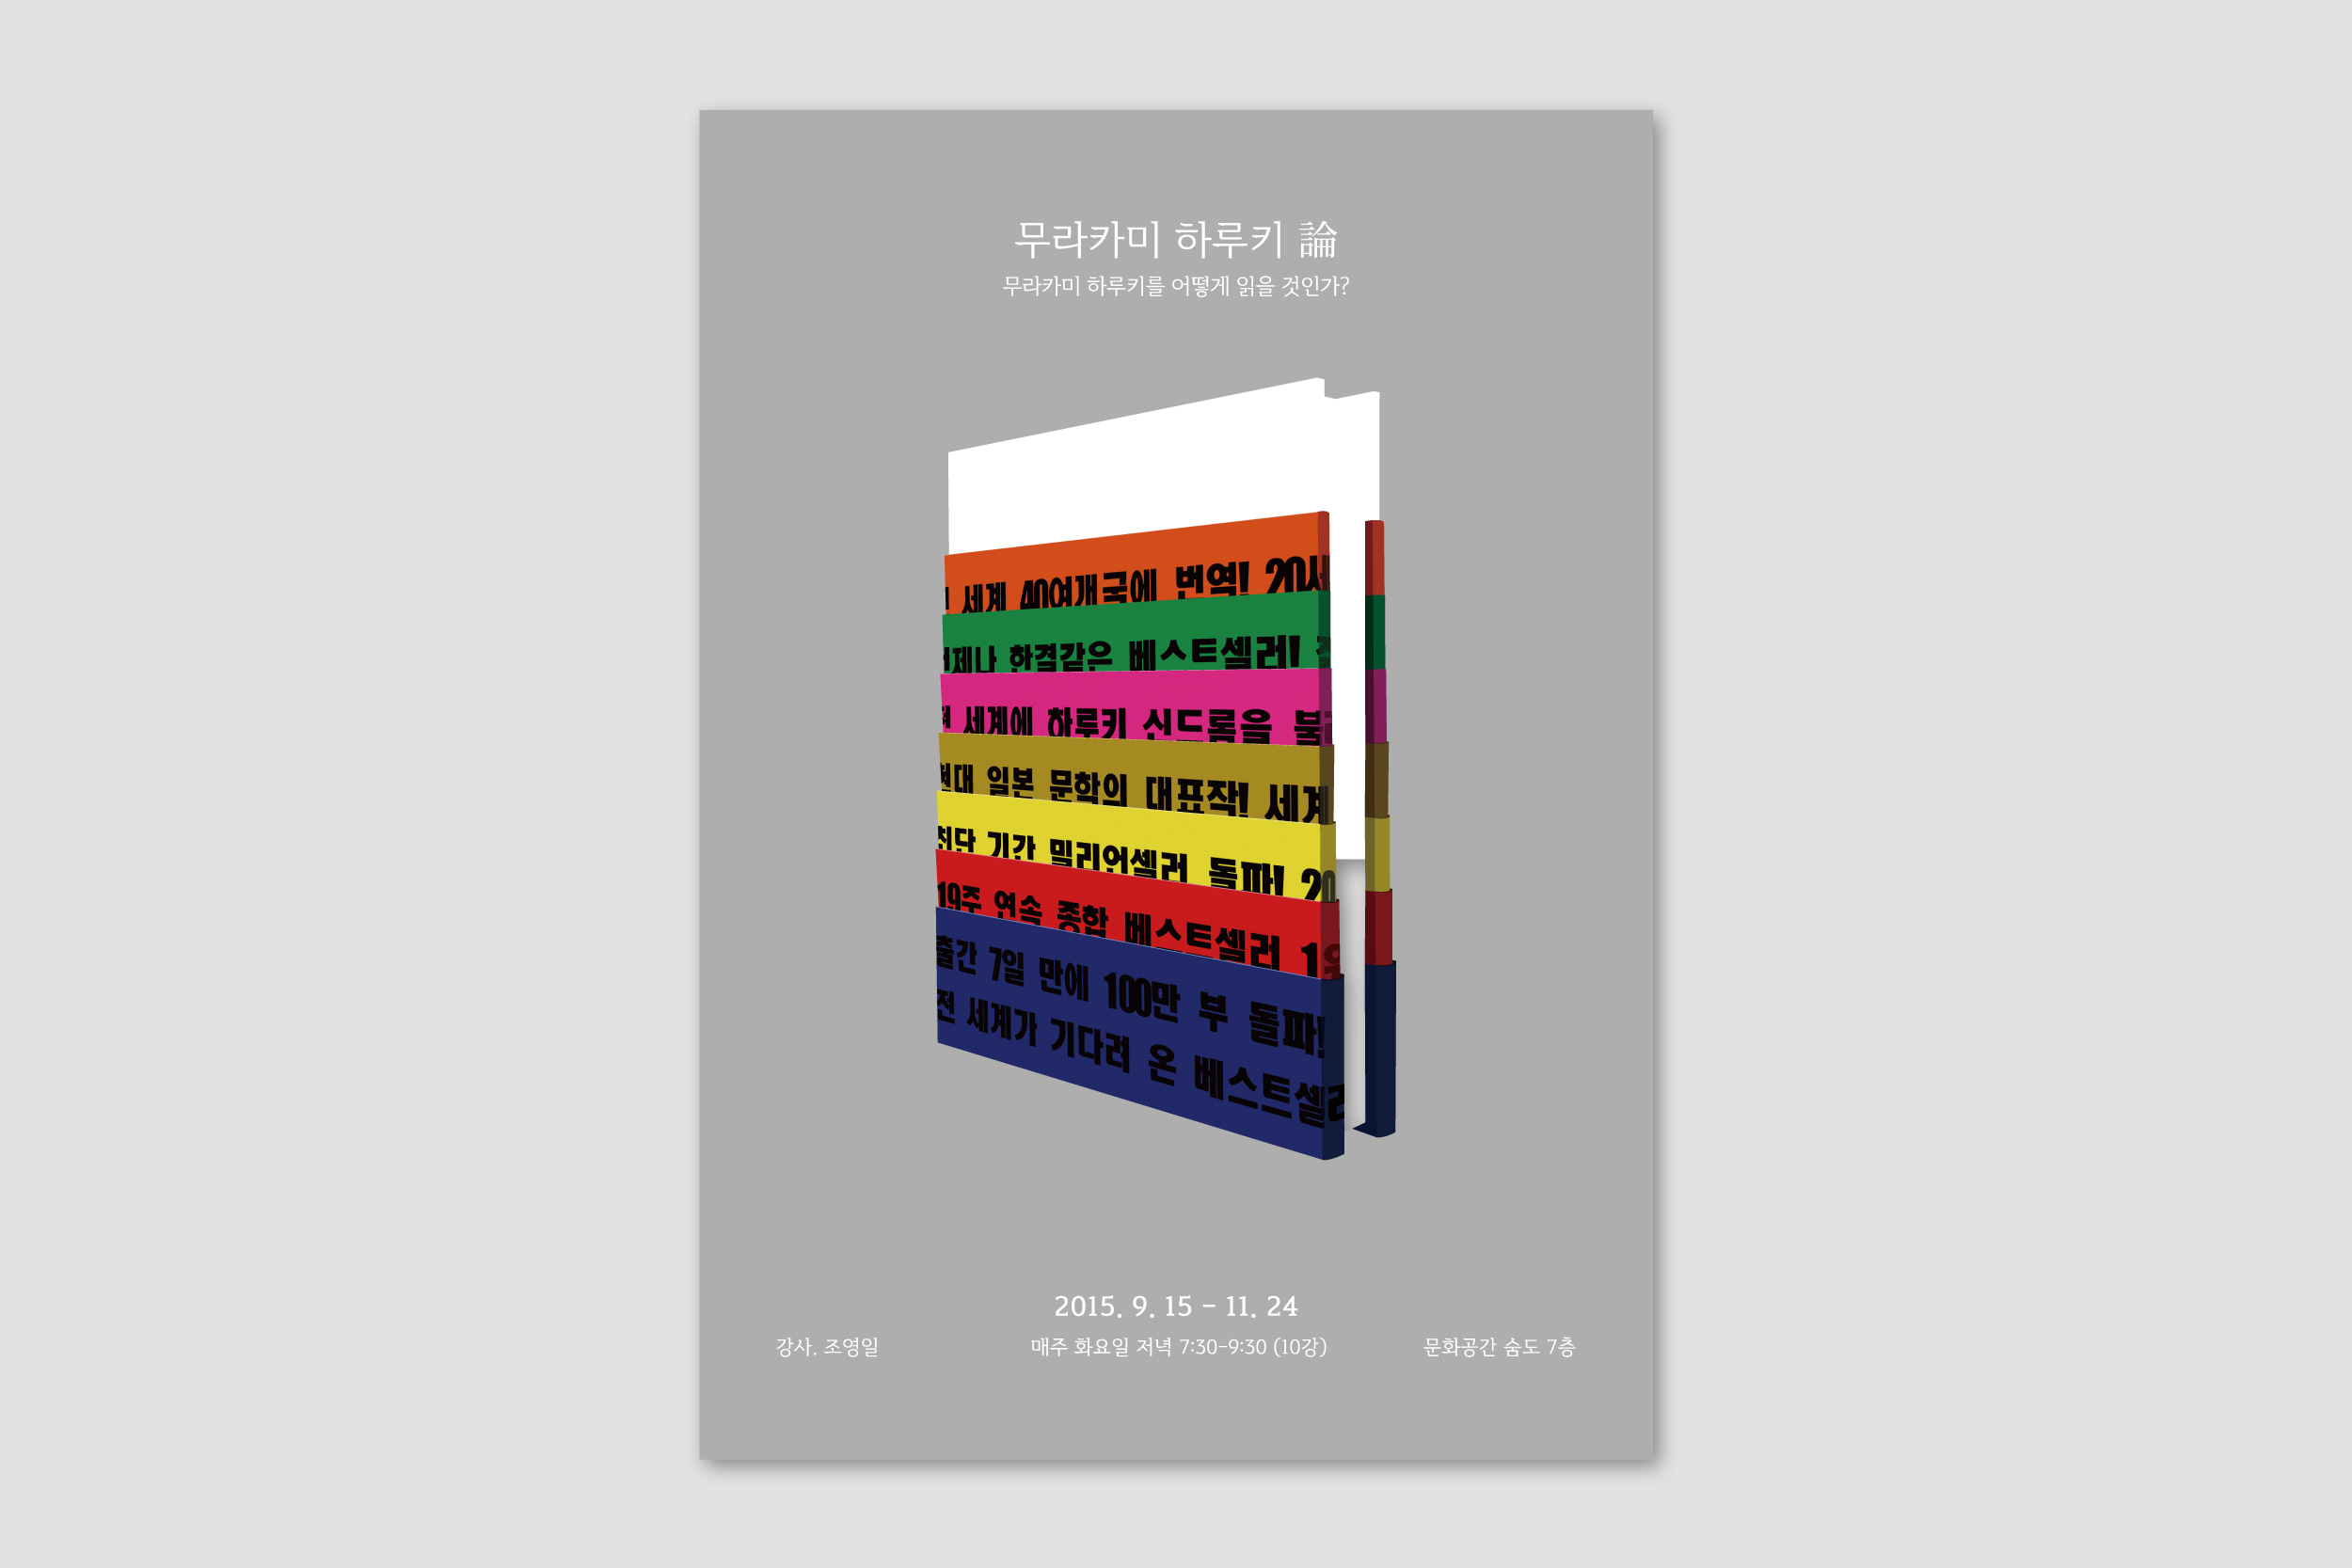 무라카미 하루키 論
무라카미 하루키를 어떻게 읽을 것인가?
세계 40여개국에 번역! 20세
한결같은 베스트셀러!
세계에 하루키 신드롬을
현대 일본 문학의 대표작! 세계
최단 기간 밀리언셀러 돌파! 20
19주 연속 종합 베스트셀러 1위
출간 7일 만에 100만 부 돌파!
전 세계가 기다려 온 베스트셀러
2015. 9. 15 – 11. 24
강사. 조영일
매주 화요일 저녁 7:30-9:30 (10강)
문화공간 숨도 7층